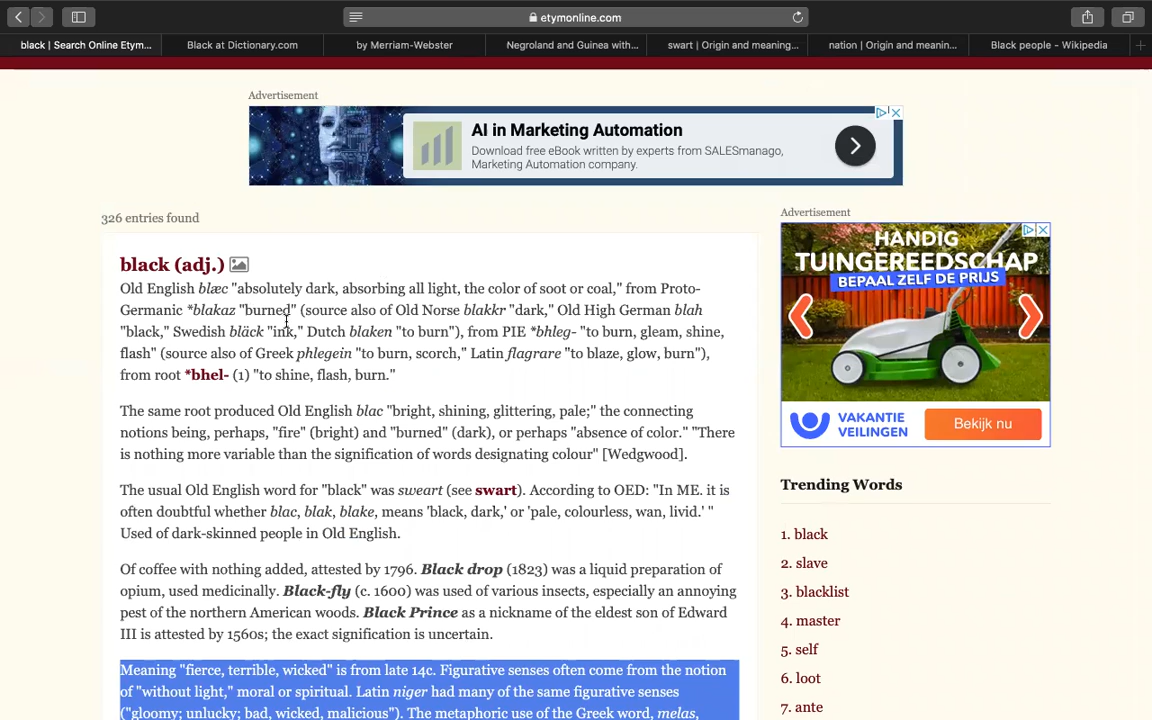 etymonline.com
black | Search Online Etym...
Black at Dictionary.com
by Merriam-Webster
Negroland and Guinea with...
swart | Origin and meaning...
nation | Origin and meanin...
Black people - Wikipedia
Advertisement
AI in Marketing Automation
Download free eBook written by experts from SALESmanago,
Marketing Automation company.
326 entries found
black (adj.)
Old English blæc "absolutely dark, absorbing all light, the color of soot or coal," from Proto-
Germanic *blakaz "burned" (source also of Old Norse blakkr "dark," Old High German blah
"black," Swedish bläck "ink," Dutch blaken "to burn"), from PIE *bhleg- "to burn, gleam, shine,
flash" (source also of Greek phlegein "to burn, scorch," Latin flagrare "to blaze, glow, burn"),
from root *bhel- (1) "to shine, flash, burn."
The same root produced Old English blac "bright, shining, glittering, pale;" the connecting
notions being, perhaps, "fire" (bright) and "burned" (dark), or perhaps "absence of color." "There
is nothing more variable than the signification of words designating colour" [Wedgwood].
The usual Old English word for "black" was sweart (see swart). According to OED: "In ME. it is
often doubtful whether blac, blak, blake, means 'black, dark,' or 'pale, colourless, wan, livid.' "
Used of dark-skinned people in Old English.
Of coffee with nothing added, attested by 1796. Black drop (1823) was a liquid preparation of
opium, used medicinally. Black-fly (c. 1600) was used of various insects, especially an annoying
pest of the northern American woods. Black Prince as a nickname of the eldest son of Edward
III is attested by 1560s; the exact signification is uncertain.
Meaning "fierce, terrible, wicked" is from late 14c. Figurative senses often come from the notion
of "without light," moral or spiritual. Latin niger had many of the same figurative senses
("gloomy; unlucky; bad, wicked, malicious"). The metaphoric use of the Greek word, melas,
Advertisement
HANDIG
TUINGEREEDSCHAP
BEPAAL ZELF DE PRIJS
VAKANTIE
VEILINGEN
Bekijk nu
Trending Words
1. black
2. slave
3. blacklist
4. master
5. self
6. loot
7. ante